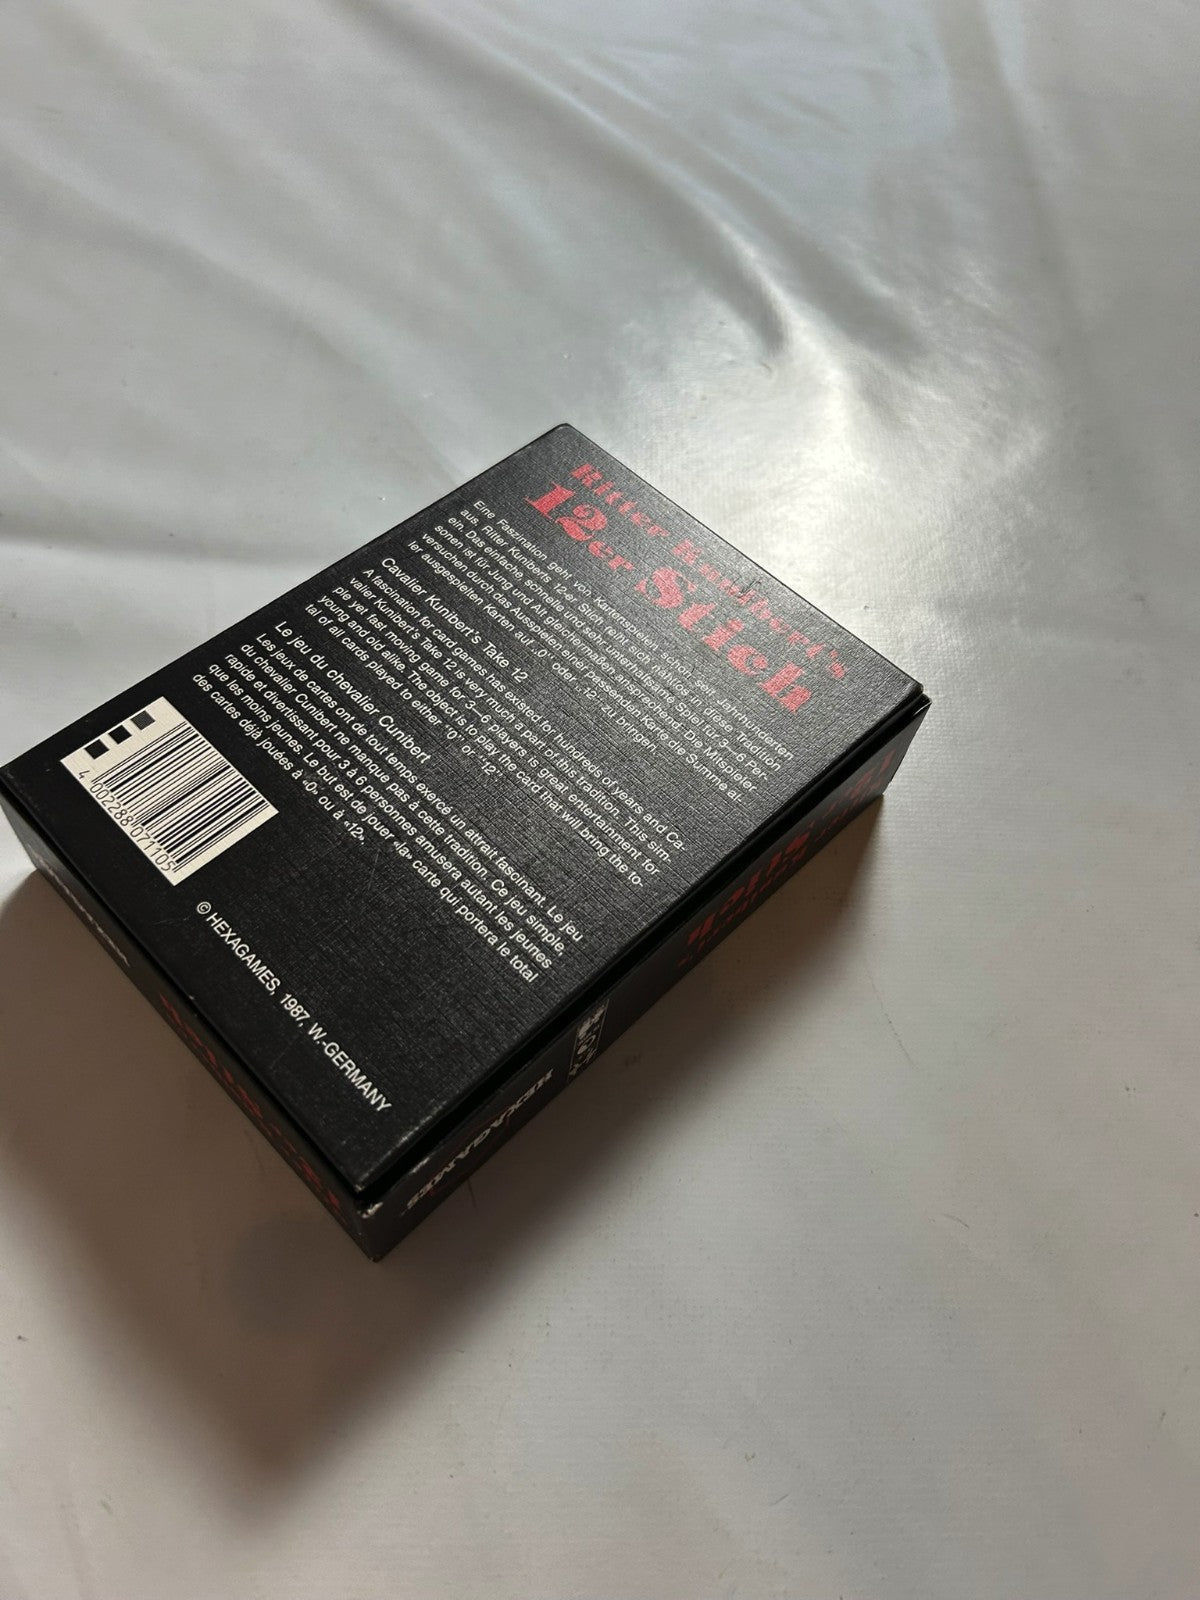 Ritter Kunibert's
12er Stich
Eine Faszination geht von Kartenspielen schon seit Jahrhunderten
aus. Ritter Kuniberts 12-er Stich reiht sich nahtlos in diese Tradition
ein. Das einfache, schnelle und sehr unterhaltsame Spiel für 3—6 Per-
sonen ist für Jung und Alt gleichermaßen ansprechend. Die Mitspieler
versuchen durch das Ausspielen einer passenden Karte die Summe al-
ler ausgespielten Karten auf „0" oder „12" zu bringen.
Cavalier Kunibert's Take 12
A fascination for card games has existed for hundreds of years and Ca-
valier Kunibert's Take 12 is very much a part of this tradition. This sim-
ple yet fast moving game for 3—6 players is great entertainment for
young and old alike. The object is to play the card that will bring the to-
tal of all cards played to either "0" or "12".
Le jeu du chevalier Cunibert
Les jeux de cartes ont de tout temps exercé un attrait fascinant. Le jeu
du chevalier Cunibert ne manque pas à cette tradition. Ce jeu simple,
rapide et divertissant pour 3 à 6 personnes amusera autant les jeunes
que les moins jeunes. Le but est de jouer «la» carte qui portera le total
des cartes déjà jouées à «0» ou à «12».
4 002288 071105
© HEXAGAMES, 1987, W.-GERMANY
HEXAGAMES
12er Stich